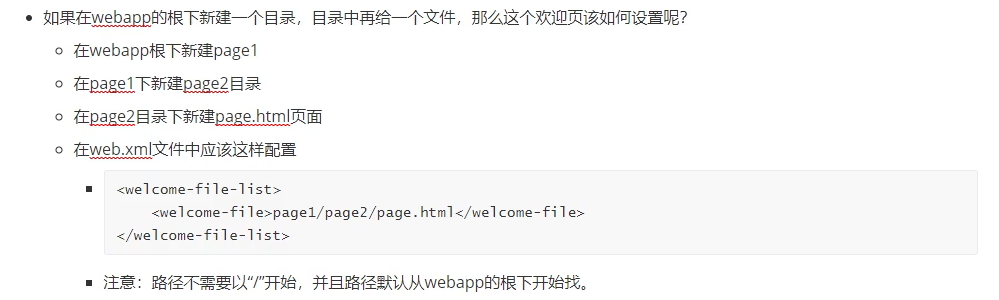 如果在webapp的根下新建一个目录，目录中再给一个文件，那么这个欢迎页该如何设置呢？
在webapp根下新建page1
在page1下新建page2目录
在page2目录下新建page.html页面
在web.xml文件中应该这样配置
<welcome-file-list>
    <welcome-file>page1/page2/page.html</welcome-file>
</welcome-file-list>
注意：路径不需要以“/”开始，并且路径默认从webapp的根下开始找。